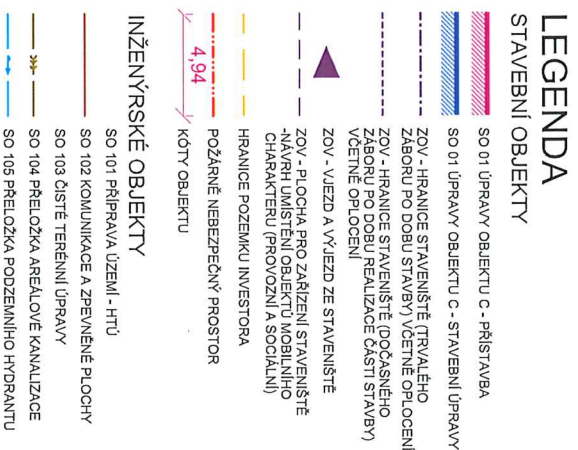 LEGENDA
STAVEBNÍ OBJEKTY
SO 01 ÚPRAVY OBJEKTU C - PŘÍSTAVBA
SO 01 ÚPRAVY OBJEKTU C - STAVEBNÍ ÚPRAVY
ZOV - HRANICE STAVENIŠTĚ (TRVALÉHO
ZÁBORU PO DOBU STAVBY) VČETNĚ OPLOCENÍ
ZOV - HRANICE STAVENIŠTĚ (DOČASNÉHO
ZÁBORU PO DOBU REALIZACE ČÁSTI STAVBY)
VČETNĚ OPLOCENÍ
ZOV - VJEZD A VÝJEZD ZE STAVENIŠTĚ
ZOV - PLOCHA PRO ZAŘÍZENÍ STAVENIŠTĚ
-NÁVRH UMÍSTĚNÍ OBJEKTŮ MOBILNÍHO
CHARAKTERU (PROVOZNÍ A SOCIÁLNÍ)
HRANICE POZEMKU INVESTORA
POŽÁRNĚ NEBEZPEČNÝ PROSTOR
4,94
KÓTY OBJEKTU
INŽENÝRSKÉ OBJEKTY
SO 101 PŘÍPRAVA ÚZEMÍ - HTÚ
SO 102 KOMUNIKACE A ZPEVNĚNÉ PLOCHY
SO 103 ČISTÉ TERÉNNÍ ÚPRAVY
SO 104 PŘELOŽKA AREÁLOVÉ KANALIZACE
SO 105 PŘELOŽKA PODZEMNÍHO HYDRANTU